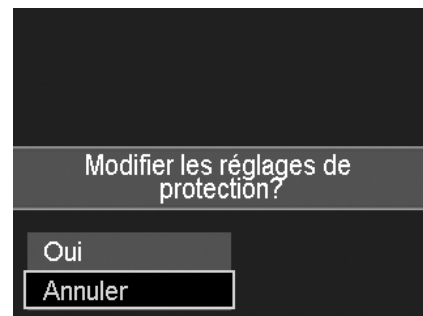 Modifier les réglages de
protection?
Oui
Annuler